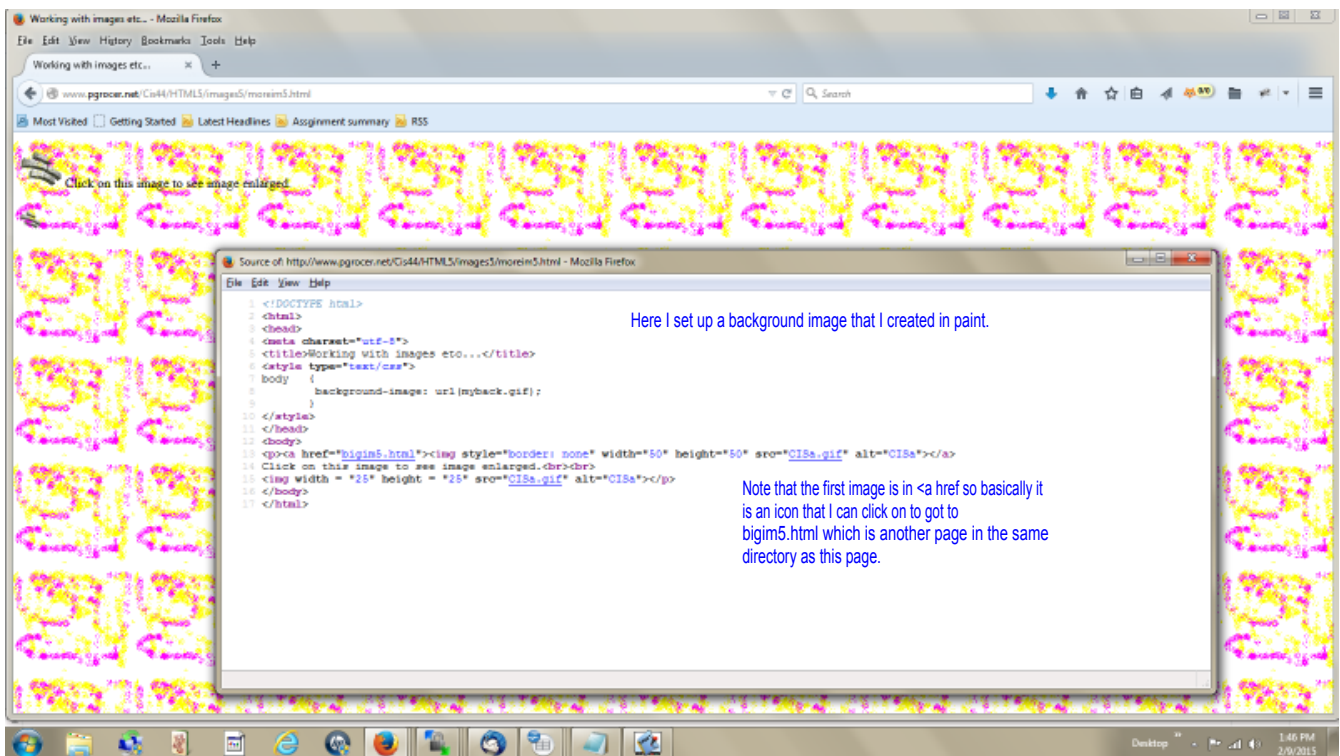 Working with images etc... - Mozilla Firefox
File Edit View History Bookmarks Tools Help
Working with images etc... × +
www.pgrocer.net/Cis44/HTML5/images5/moreim5.html Search
Most Visited Getting Started Latest Headlines Assginment summary RSS
Click on this image to see image enlarged.
Source of: http://www.pgrocer.net/Cis44/HTML5/images5/moreim5.html - Mozilla Firefox
File Edit View Help
1 <!DOCTYPE html>
2 <html>
3 <head>
4 <meta charset="utf-8">
5 <title>Working with images etc...</title>
6 <style type="text/css">
7 body {
8 background-image: url(myback.gif);
9 }
10 </style>
11 </head>
12 <body>
13 <p><a href="bigim5.html"><img style="border: none" width="50" height="50" src="CISa.gif" alt="CISa"></a>
14 Click on this image to see image enlarged.<br><br>
15 <img width = "25" height = "25" src="CISa.gif" alt="CISa"></p>
16 </body>
17 </html>
Here I set up a background image that I created in paint.
Note that the first image is in <a href so basically it
is an icon that I can click on to got to
bigim5.html which is another page in the same
directory as this page.
Desktop
1:46 PM
2/9/2015